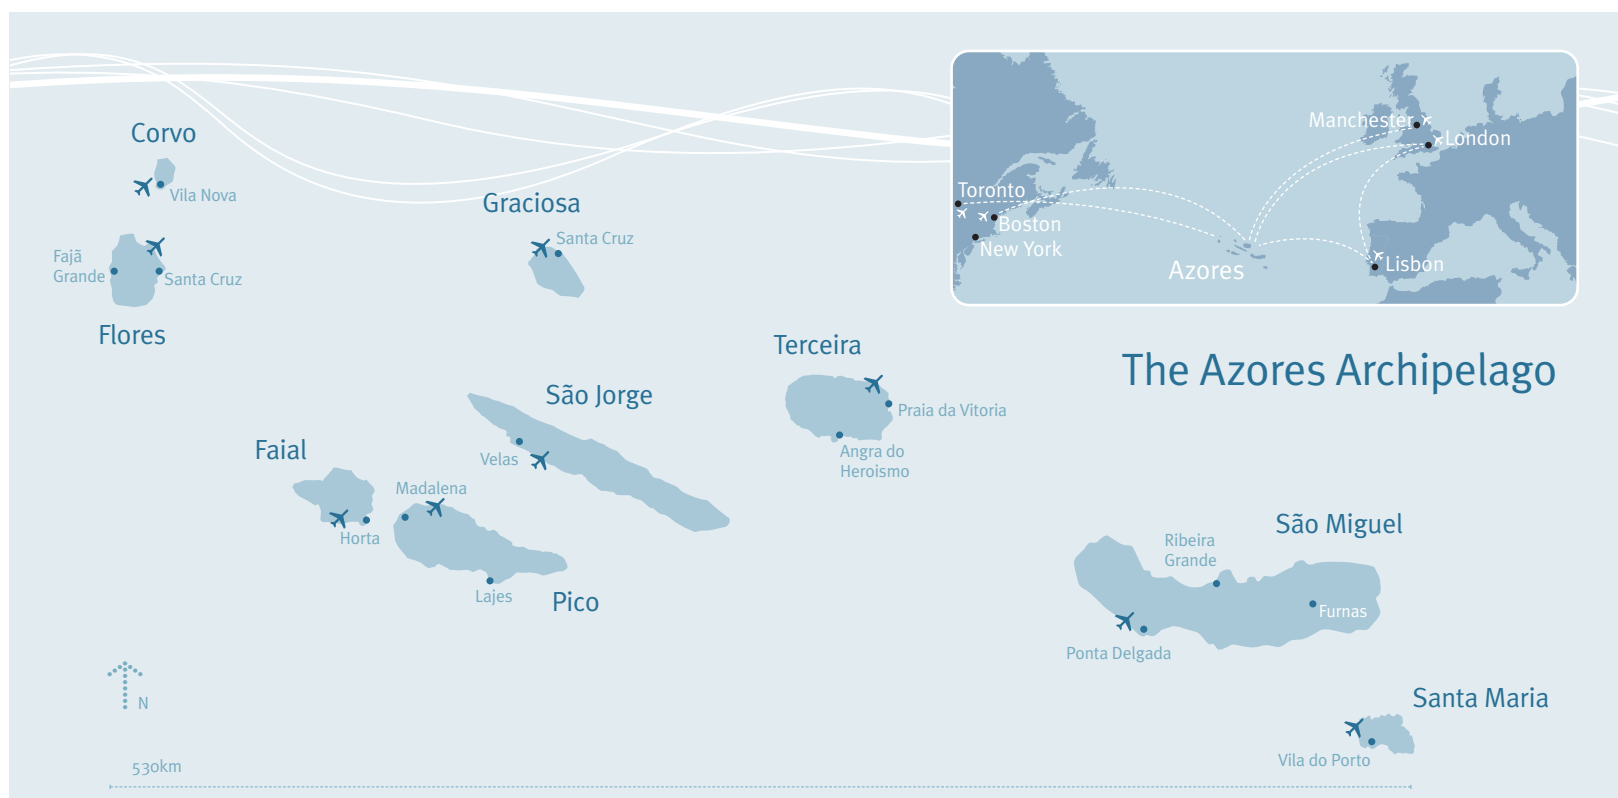 Corvo
Vila Nova
Fajã
Grande
Santa Cruz
Flores
Graciosa
Santa Cruz
Manchester
London
Toronto
Boston
New York
Azores
Lisbon
The Azores Archipelago
Terceira
Praia da Vitoria
Angra do
Heroismo
São Jorge
Velas
Faial
Horta
Madalena
Lajes
Pico
São Miguel
Ribeira
Grande
Furnas
Ponta Delgada
Santa Maria
Vila do Porto
N
530km